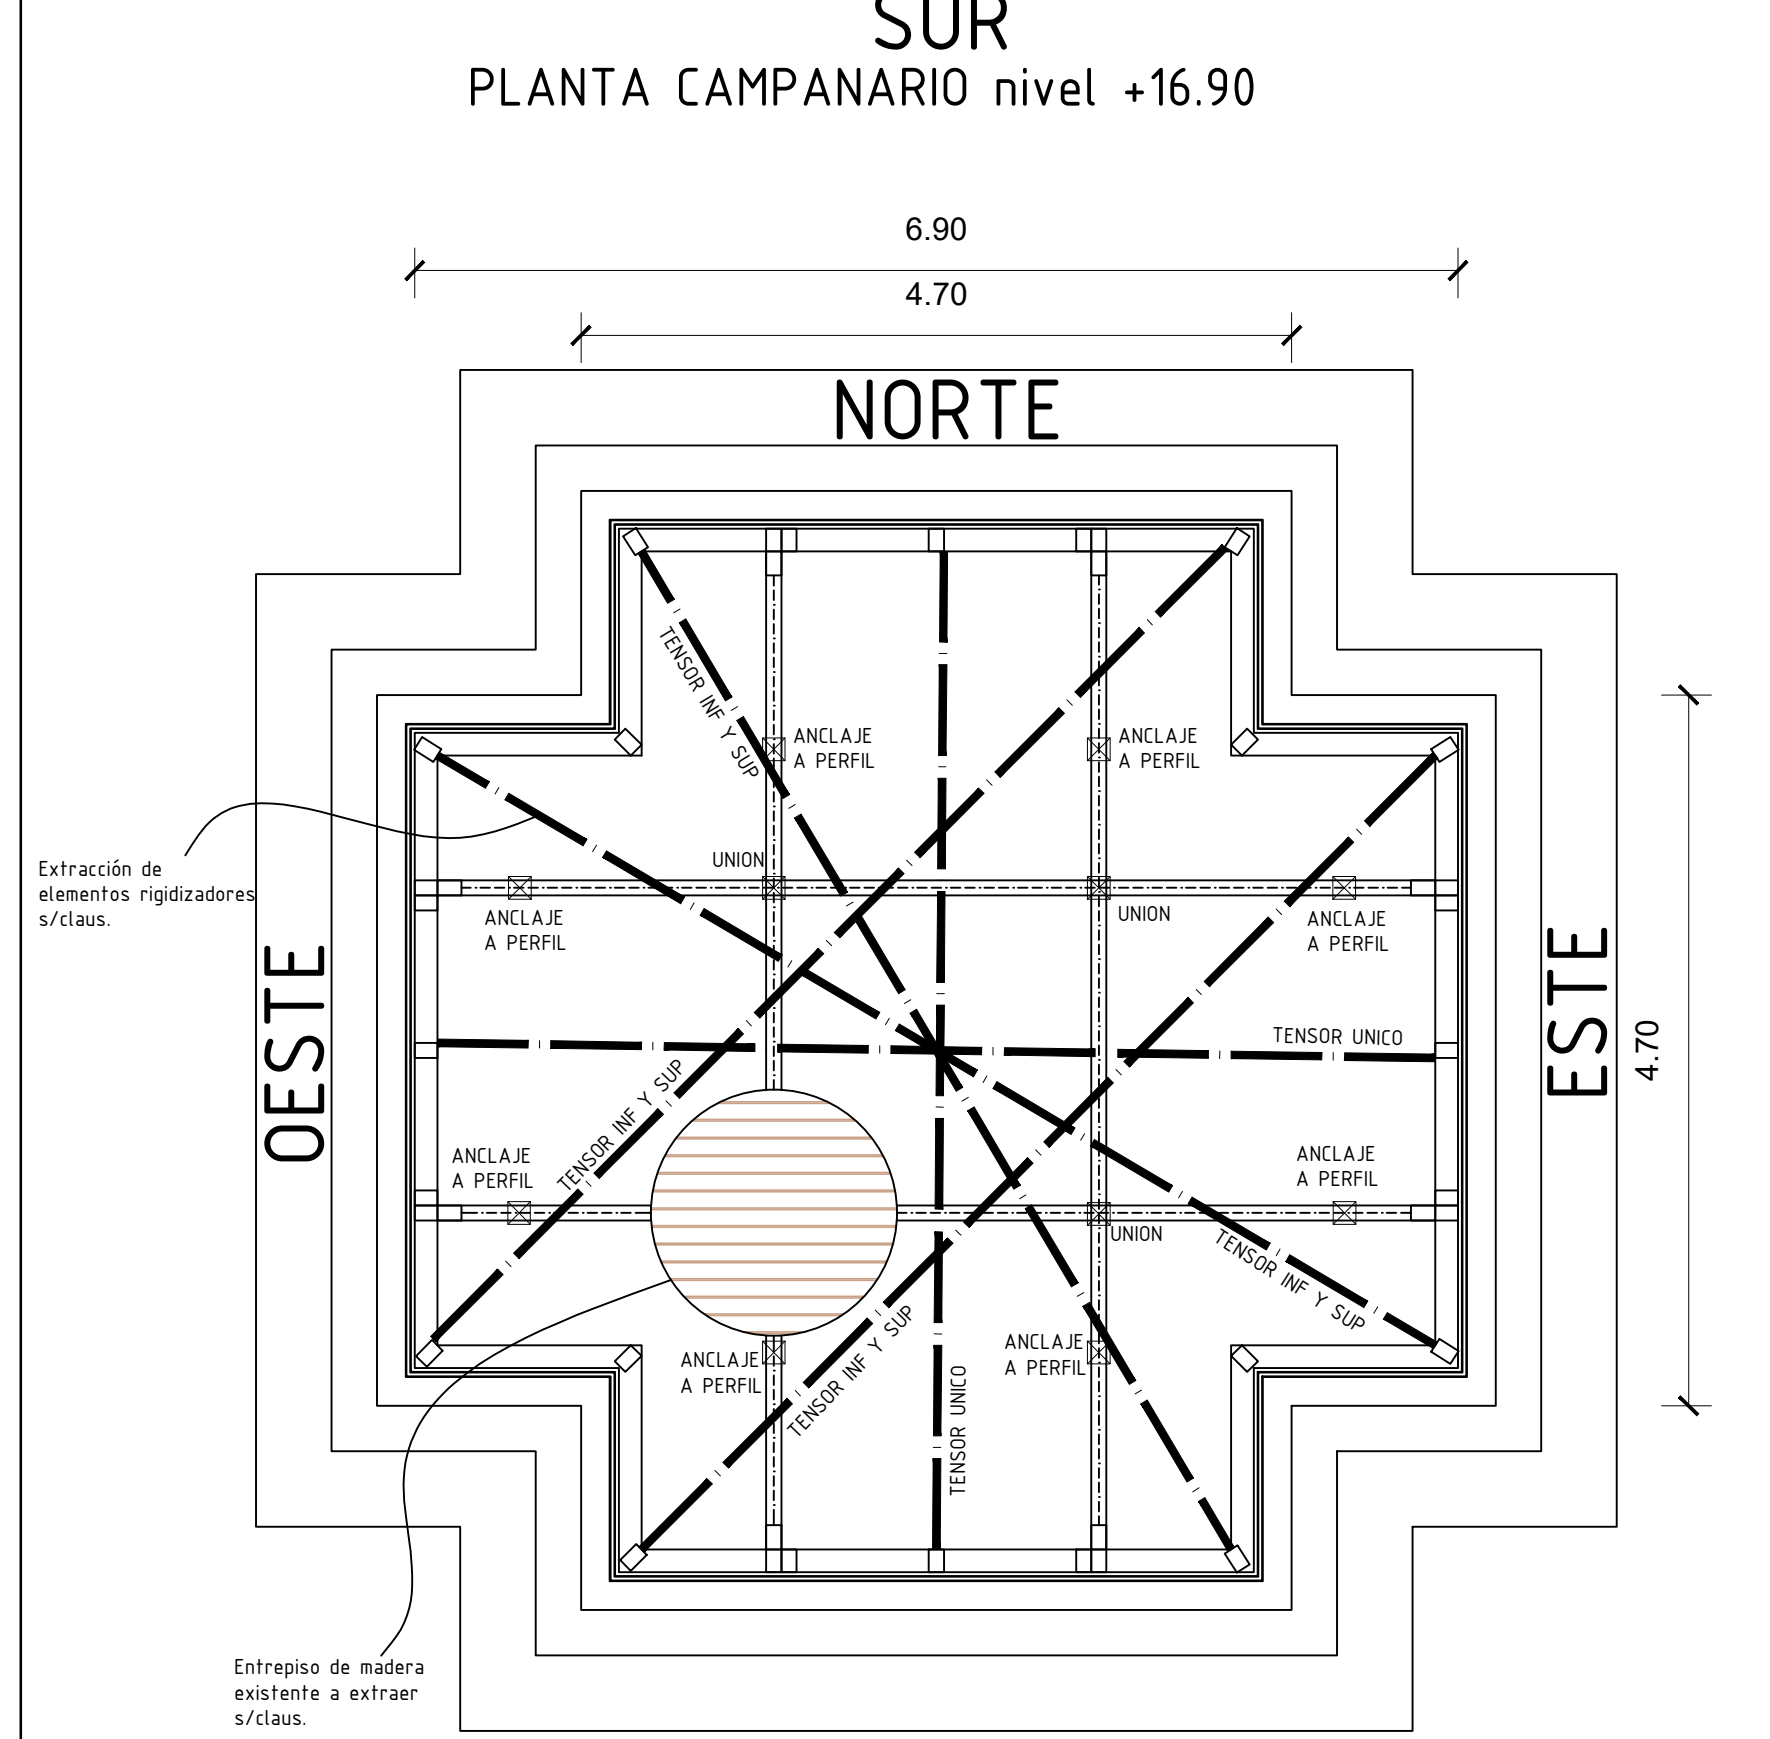 SUR
PLANTA CAMPANARIO nivel +16.90
6.90
4.70
NORTE
TENSOR INF Y SUP
ANCLAJE
A PERFIL
ANCLAJE
A PERFIL
Extracción de
elementos rigidizadores
s/claus.
UNION
ANCLAJE
A PERFIL
UNION
ANCLAJE
A PERFIL
OESTE
ESTE
4.70
TENSOR UNICO
TENSOR INF Y SUP
ANCLAJE
A PERFIL
ANCLAJE
A PERFIL
UNION
TENSOR INF Y SUP
ANCLAJE
A PERFIL
TENSOR INF Y SUP
ANCLAJE
A PERFIL
TENSOR UNICO
Entrepiso de madera
existente a extraer
s/claus.